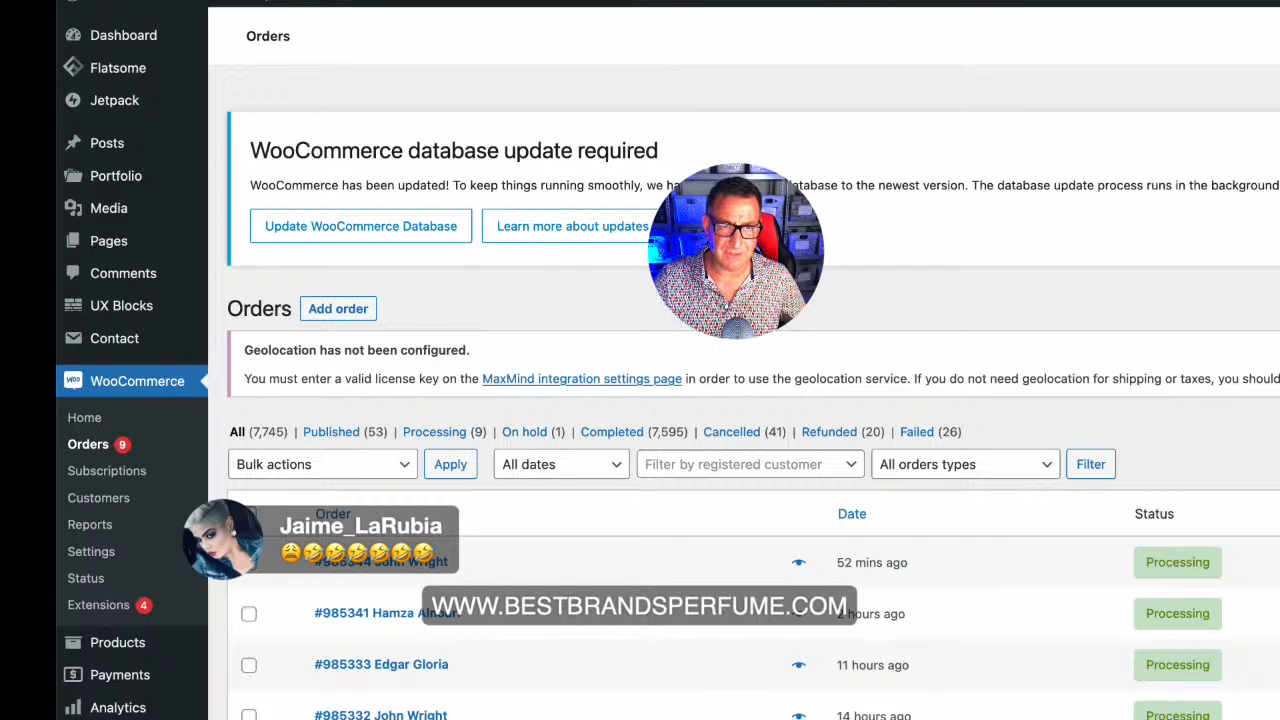 Orders
Dashboard
Flatsome
Jetpack
Posts
Portfolio
Media
Pages
Comments
UX Blocks
Contact
WooCommerce
Home
Orders 9
Subscriptions
Customers
Reports
Settings
Status
Extensions 4
Products
Payments
Analytics
WooCommerce database update required
WooCommerce has been updated! To keep things running smoothly, we ha atabase to the newest version. The database update process runs in the background
Update WooCommerce Database Learn more about updates
Orders Add order
Geolocation has not been configured.
You must enter a valid license key on the MaxMind integration settings page in order to use the geolocation service. If you do not need geolocation for shipping or taxes, you should
All (7,745) | Published (53) | Processing (9) | On hold (1) | Completed (7,595) | Cancelled (41) | Refunded (20) | Failed (26)
Bulk actions Apply All dates Filter by registered customer All orders types Filter
Order Date Status
Jaime_LaRubia
#985344 John Wright 52 mins ago Processing
WWW.BESTBRANDSPERFUME.COM
#985341 Hamza hours ago Processing
#985333 Edgar Gloria 11 hours ago Processing
#985332 John Wright 14 hours ago Processing